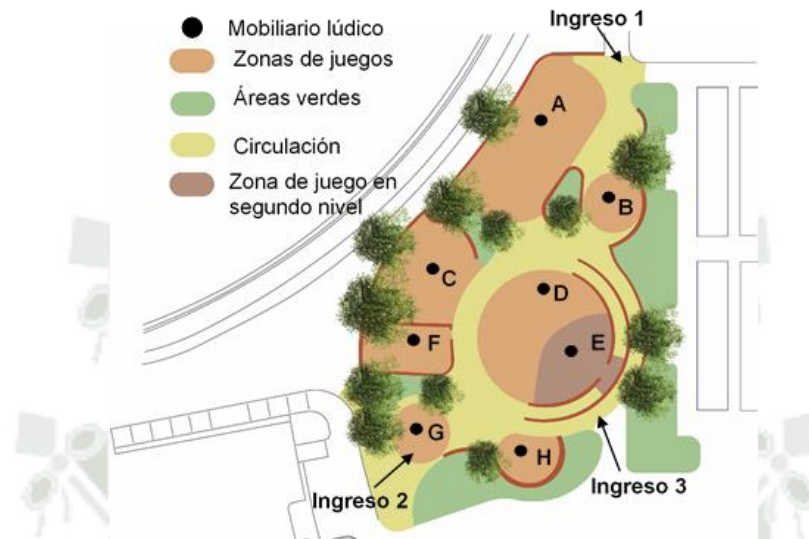 Ingreso 1
Mobiliario lúdico
Zonas de juegos
Áreas verdes
Circulación
Zona de juego en
segundo nivel
A
B
C
D
E
F
G
H
Ingreso 2
Ingreso 3